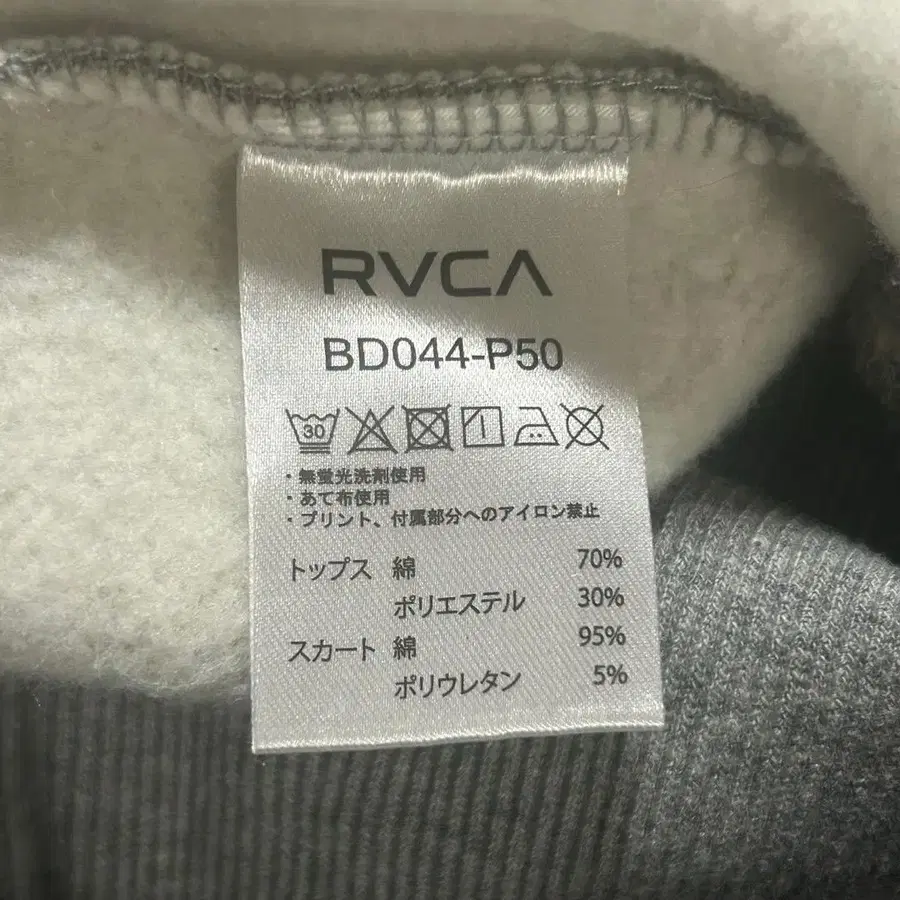 RVCA
BD044-P50
30
・無蛍光洗剤使用
・あて布使用
・プリント、付属部分へのアイロン禁止
トップス 綿 70%
ポリエステル 30%
スカート 綿 95%
ポリウレタン 5%